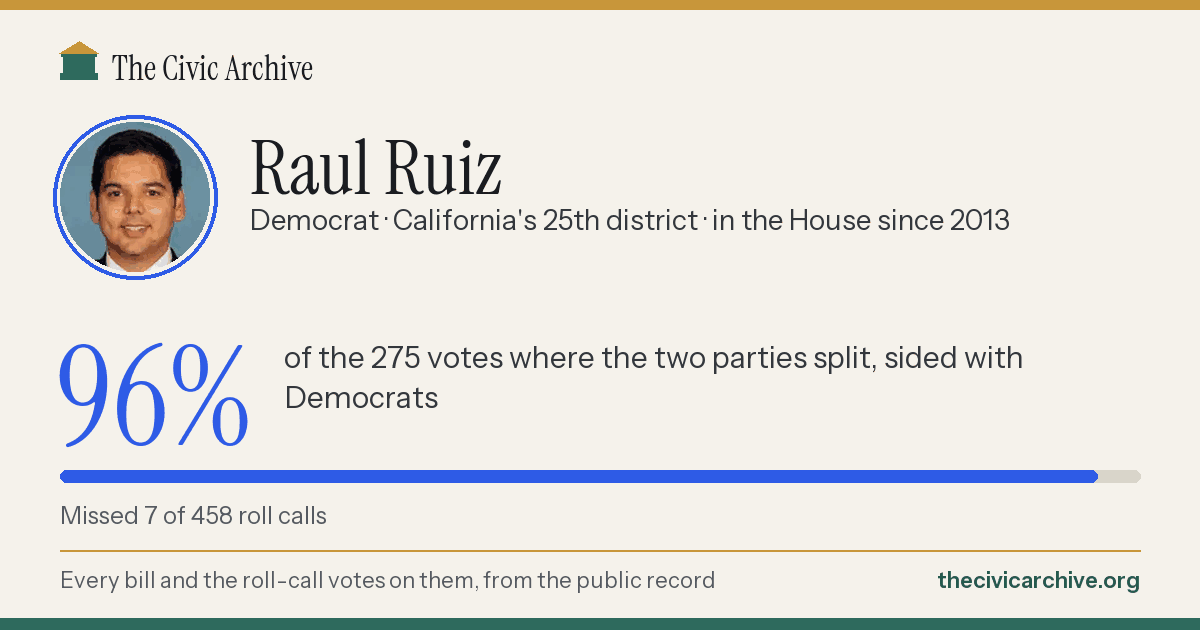 The Civic Archive
Raul Ruiz
Democrat · California's 25th district · in the House since 2013
96%
of the 275 votes where the two parties split, sided with
Democrats
Missed 7 of 458 roll calls
Every bill and the roll-call votes on them, from the public record
thecivicarchive.org